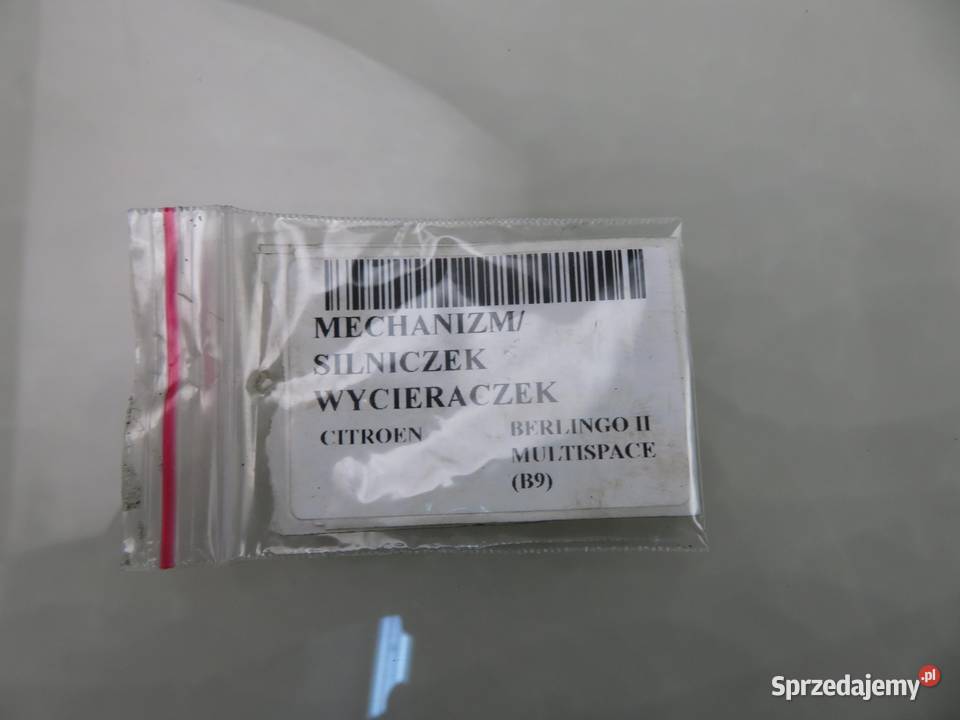 MECHANIZM/
SILNICZEK
WYCIERACZEK
CITROEN
BERLINGO II
MULTISPACE
(B9)
Sprzedajemy.pl